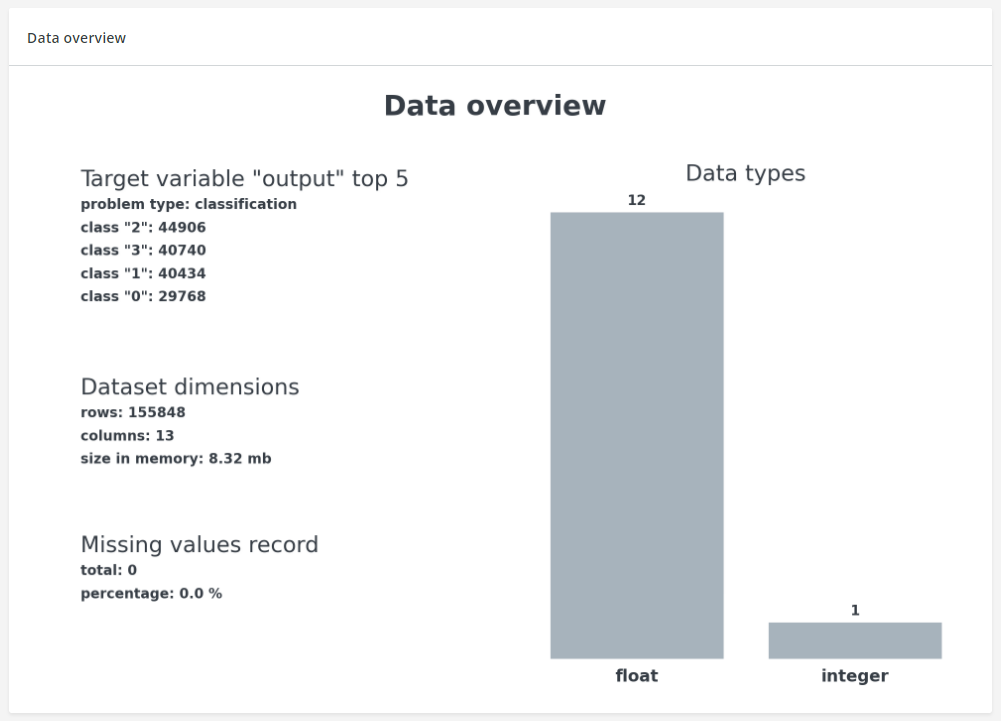 Data overview
Data overview
Target variable "output" top 5
problem type: classification
class "2": 44906
class "3": 40740
class "1": 40434
class "0": 29768
Dataset dimensions
rows: 155848
columns: 13
size in memory: 8.32 mb
Missing values record
total: 0
percentage: 0.0 %
Data types
12
1
float
integer